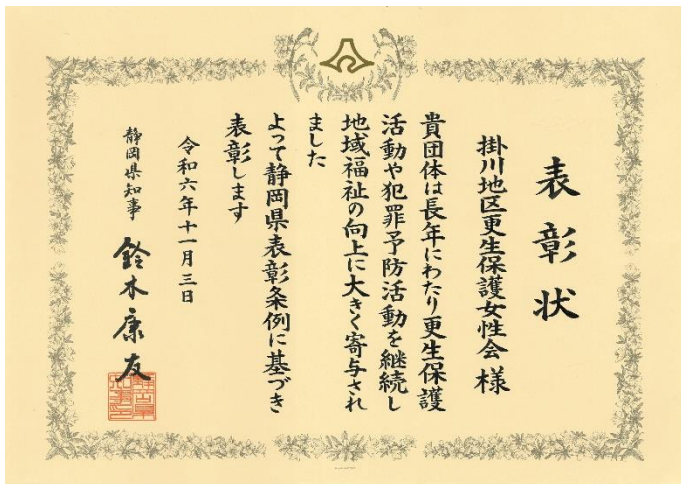 表彰状
掛川地区更生保護女性会 様
貴団体は長年にわたり更生保護
活動や犯罪予防活動を継続し
地域福祉の向上に大きく寄与され
ました
よって静岡県表彰条例に基づき
表彰します
令和六年十一月三日
静岡県知事 鈴木康友